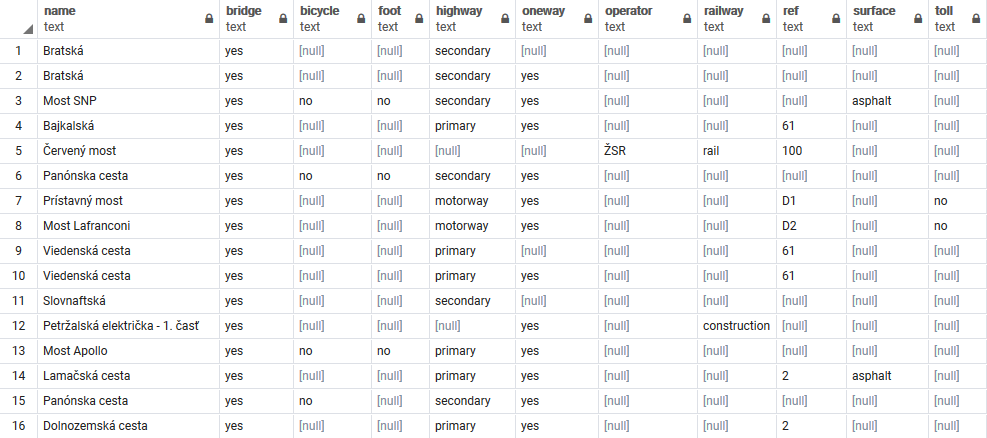 name bridge bicycle foot highway oneway operator railway ref surface toll
text text text text text text text text text text text
1 Bratská yes [null] [null] secondary [null] [null] [null] [null] [null] [null]
2 Bratská yes [null] [null] secondary yes [null] [null] [null] [null] [null]
3 Most SNP yes no no secondary yes [null] [null] [null] asphalt [null]
4 Bajkalská yes [null] [null] primary yes [null] [null] 61 [null] [null]
5 Červený most yes [null] [null] [null] [null] ŽSR rail 100 [null] [null]
6 Panónska cesta yes no no secondary yes [null] [null] [null] [null] [null]
7 Prístavný most yes [null] [null] motorway yes [null] [null] D1 [null] no
8 Most Lafranconi yes [null] [null] motorway yes [null] [null] D2 [null] no
9 Viedenská cesta yes [null] [null] primary [null] [null] [null] 61 [null] [null]
10 Viedenská cesta yes [null] [null] primary yes [null] [null] 61 [null] [null]
11 Slovnaftská yes [null] [null] secondary [null] [null] [null] [null] [null] [null]
12 Petržalská električka - 1. časť yes [null] [null] [null] yes [null] construction [null] [null] [null]
13 Most Apollo yes no no primary yes [null] [null] [null] [null] [null]
14 Lamačská cesta yes [null] [null] primary yes [null] [null] 2 asphalt [null]
15 Panónska cesta yes no [null] secondary yes [null] [null] [null] [null] [null]
16 Dolnozemská cesta yes [null] [null] primary yes [null] [null] 2 [null] [null]